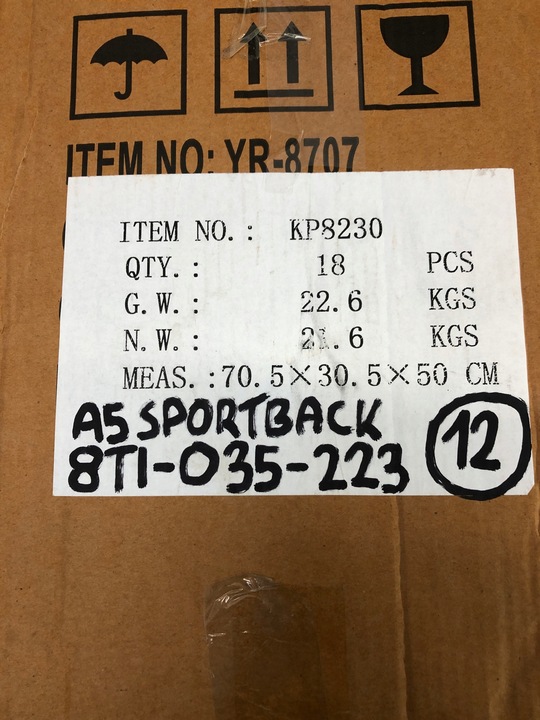 ITEM NO: YR-8707
ITEM NO.: KP8230
QTY.: 18 PCS
G.W.: 22.6 KGS
N.W.: 21.6 KGS
MEAS.:70.5×30.5×50 CM
A5 SPORTBACK
8T1-035-223 12